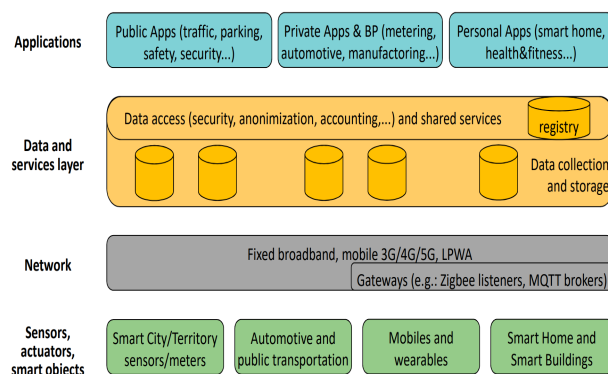 Applications
Public Apps (traffic, parking,
safety, security...)
Private Apps & BP (metering,
automotive, manufactoring...)
Personal Apps (smart home,
health&fitness...)
Data and
services layer
Data access (security, anonimization, accounting,...) and shared services
registry
Data collection
and storage
Network
Fixed broadband, mobile 3G/4G/5G, LPWA
Gateways (e.g.: Zigbee listeners, MQTT brokers)
Sensors,
actuators,
smart objects
Smart City/Territory
sensors/meters
Automotive and
public transportation
Mobiles and
wearables
Smart Home and
Smart Buildings